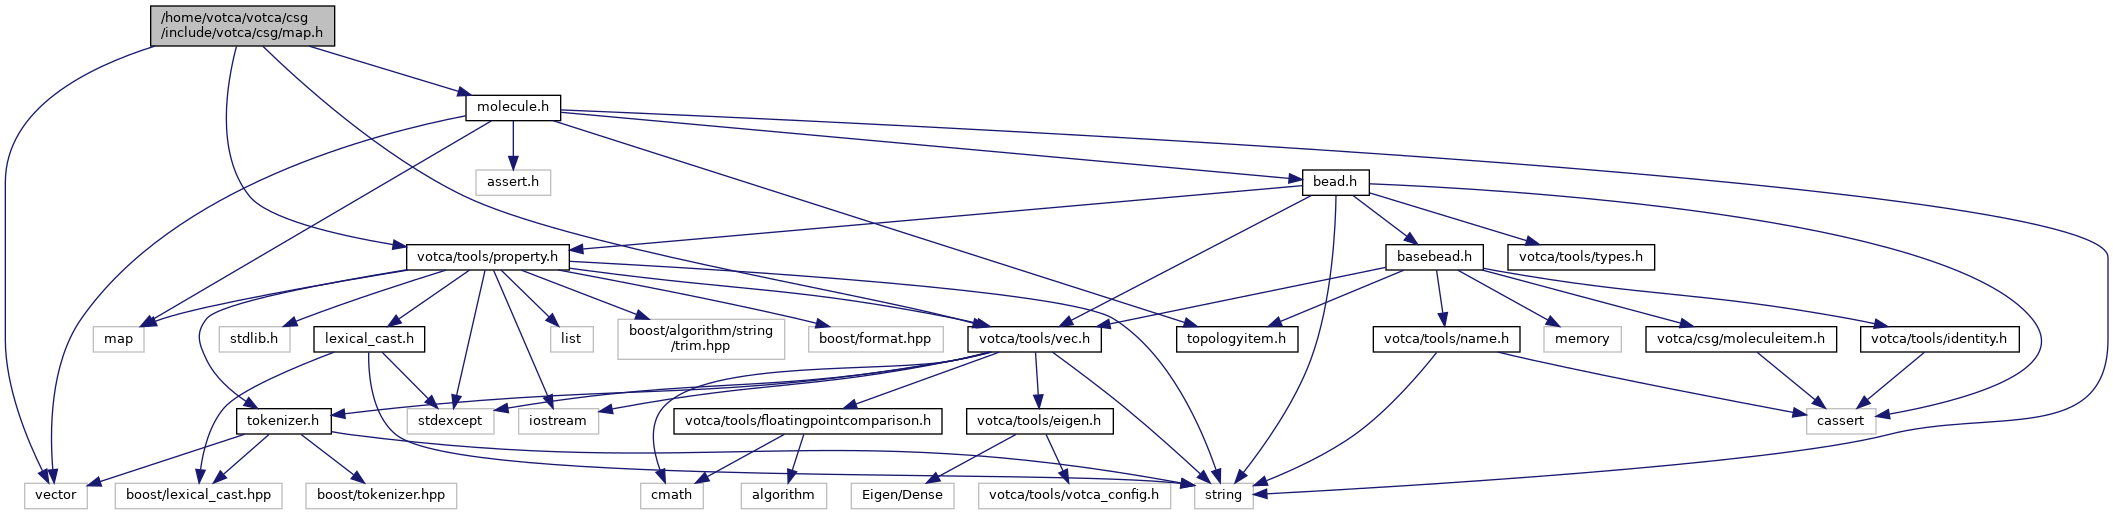 /home/votca/votca/csg
/include/votca/csg/map.h
molecule.h
assert.h
bead.h
votca/tools/property.h
basebead.h
votca/tools/types.h
map
stdlib.h
lexical_cast.h
list
boost/algorithm/string
/trim.hpp
boost/format.hpp
votca/tools/vec.h
topologyitem.h
votca/tools/name.h
memory
votca/csg/moleculeitem.h
votca/tools/identity.h
tokenizer.h
stdexcept
iostream
votca/tools/floatingpointcomparison.h
votca/tools/eigen.h
cassert
vector
boost/lexical_cast.hpp
boost/tokenizer.hpp
cmath
algorithm
Eigen/Dense
votca/tools/votca_config.h
string